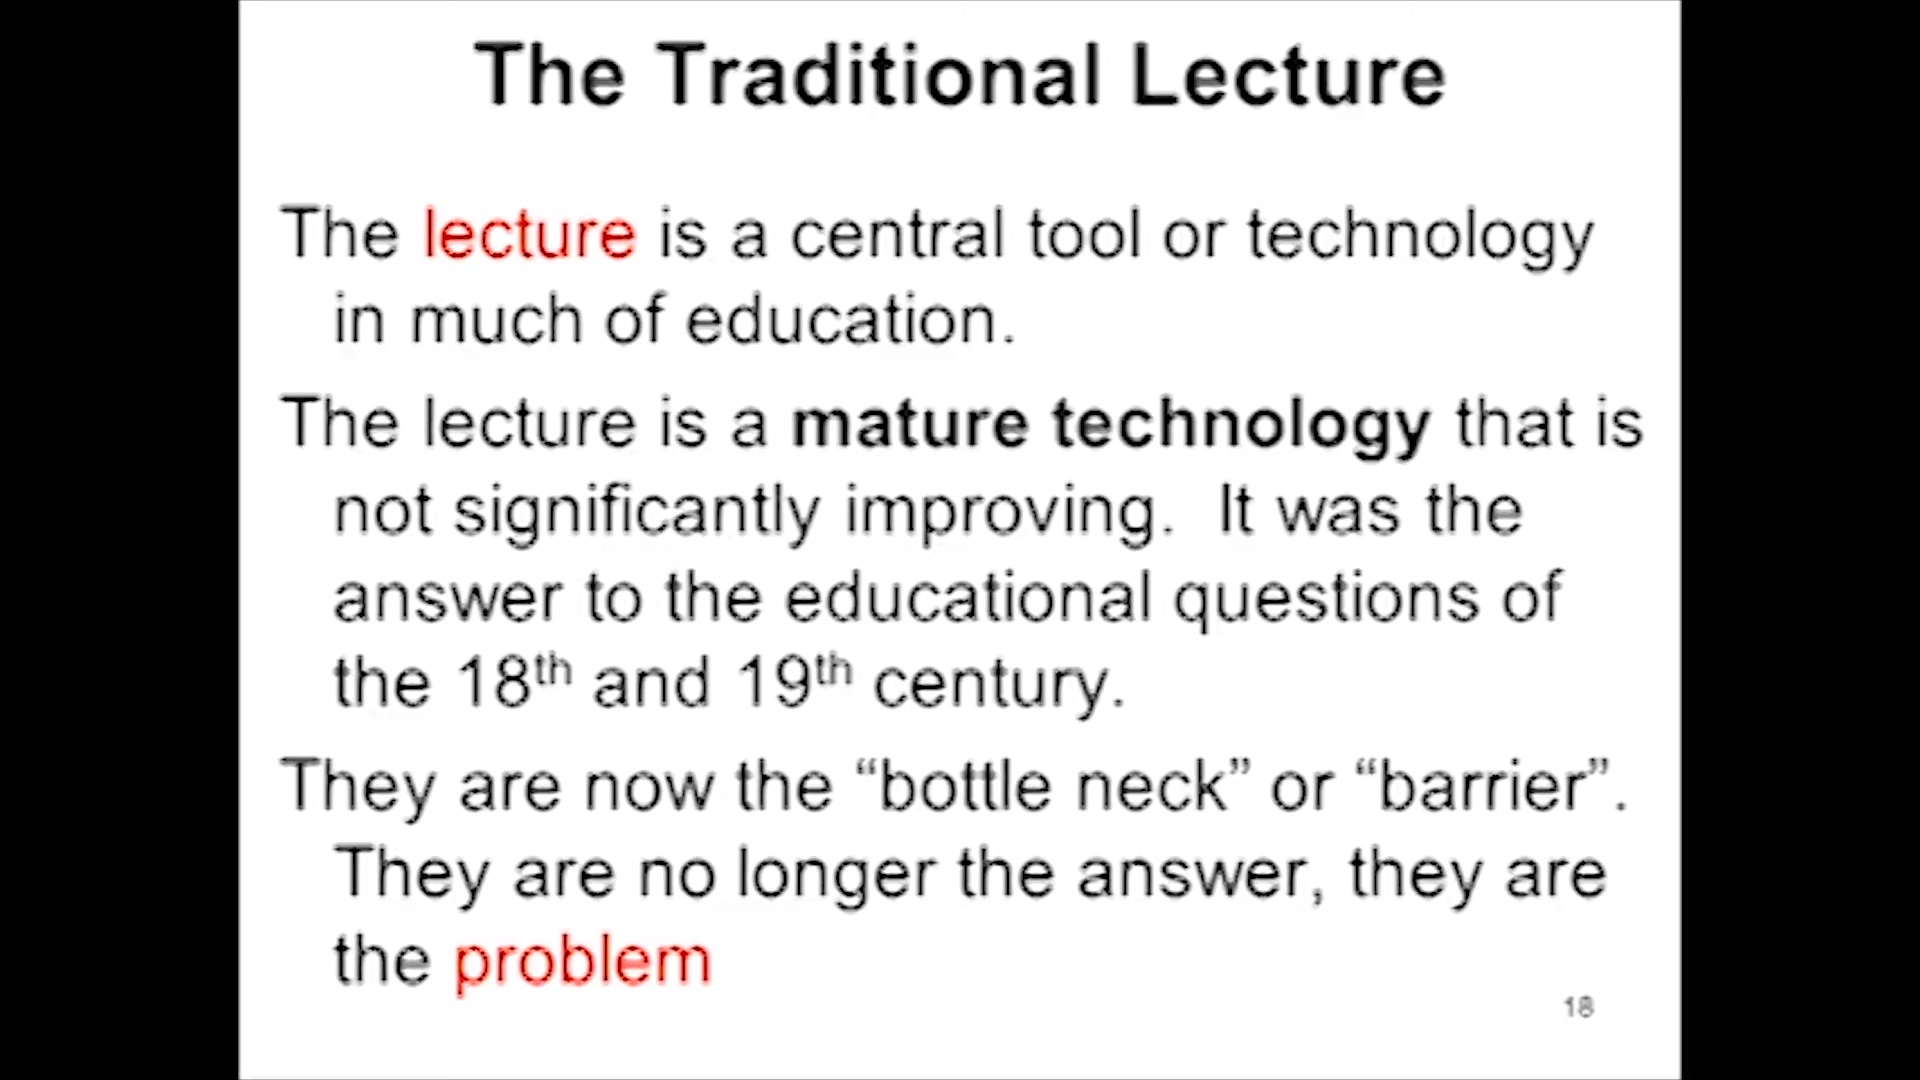 The Traditional Lecture
The lecture is a central tool or technology
in much of education.
The lecture is a mature technology that is
not significantly improving.  It was the
answer to the educational questions of
the 18th and 19th century.
They are now the “bottle neck” or “barrier”.
They are no longer the answer, they are
the problem
18